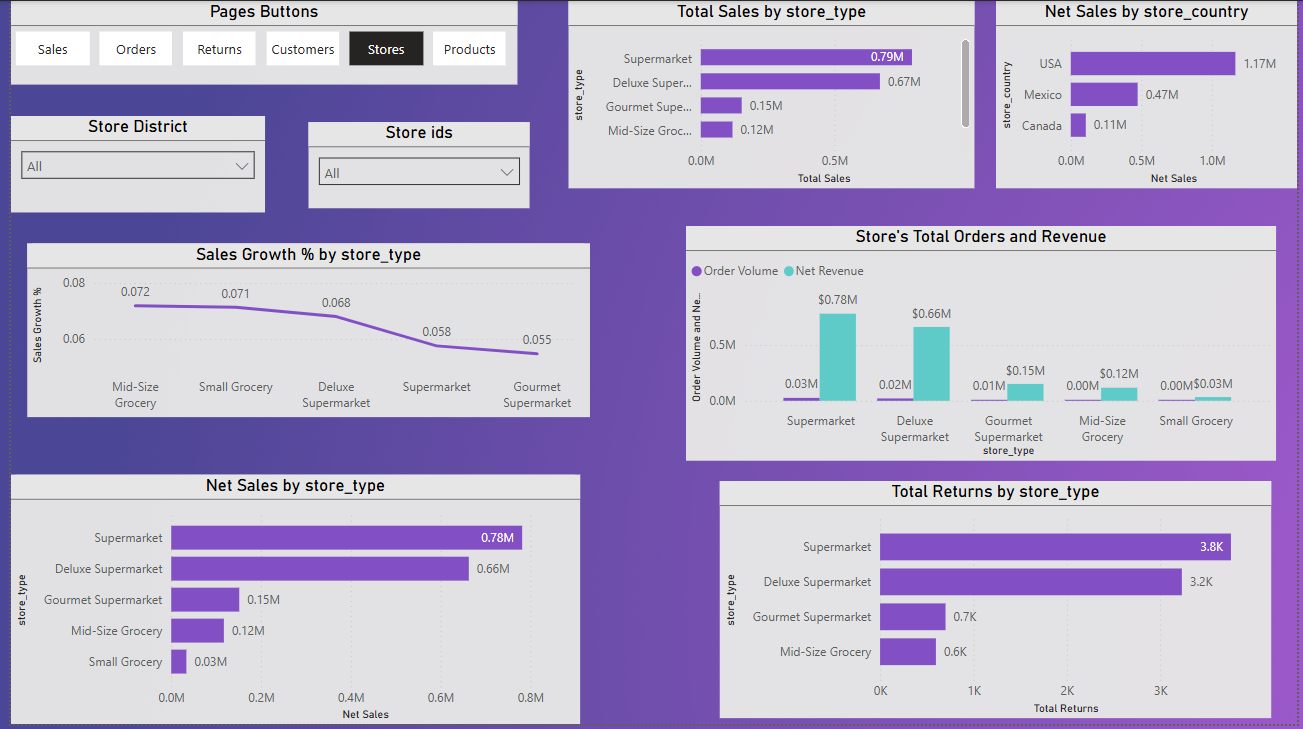 Pages Buttons
Sales
Orders
Returns
Customers
Stores
Products
Store District
All
Store ids
All
Total Sales by store_type
store_type
Supermarket
0.79M
Deluxe Super...
0.67M
Gourmet Supe...
0.15M
Mid-Size Groc...
0.12M
0.0M
0.5M
Total Sales
Net Sales by store_country
store_country
USA
1.17M
Mexico
0.47M
Canada
0.11M
0.0M
0.5M
1.0M
Net Sales
Sales Growth % by store_type
Sales Growth %
0.08
0.06
0.072
0.071
0.068
0.058
0.055
Mid-Size
Grocery
Small Grocery
Deluxe
Supermarket
Supermarket
Gourmet
Supermarket
Store's Total Orders and Revenue
Order Volume
Net Revenue
Order Volume and Ne...
0.5M
0.0M
0.03M
$0.78M
0.02M
$0.66M
0.01M
$0.15M
0.00M
$0.12M
0.00M
$0.03M
Supermarket
Deluxe
Supermarket
Gourmet
Supermarket
Mid-Size
Grocery
Small Grocery
store_type
Net Sales by store_type
store_type
Supermarket
0.78M
Deluxe Supermarket
0.66M
Gourmet Supermarket
0.15M
Mid-Size Grocery
0.12M
Small Grocery
0.03M
0.0M
0.2M
0.4M
0.6M
0.8M
Net Sales
Total Returns by store_type
store_type
Supermarket
3.8K
Deluxe Supermarket
3.2K
Gourmet Supermarket
0.7K
Mid-Size Grocery
0.6K
0K
1K
2K
3K
Total Returns